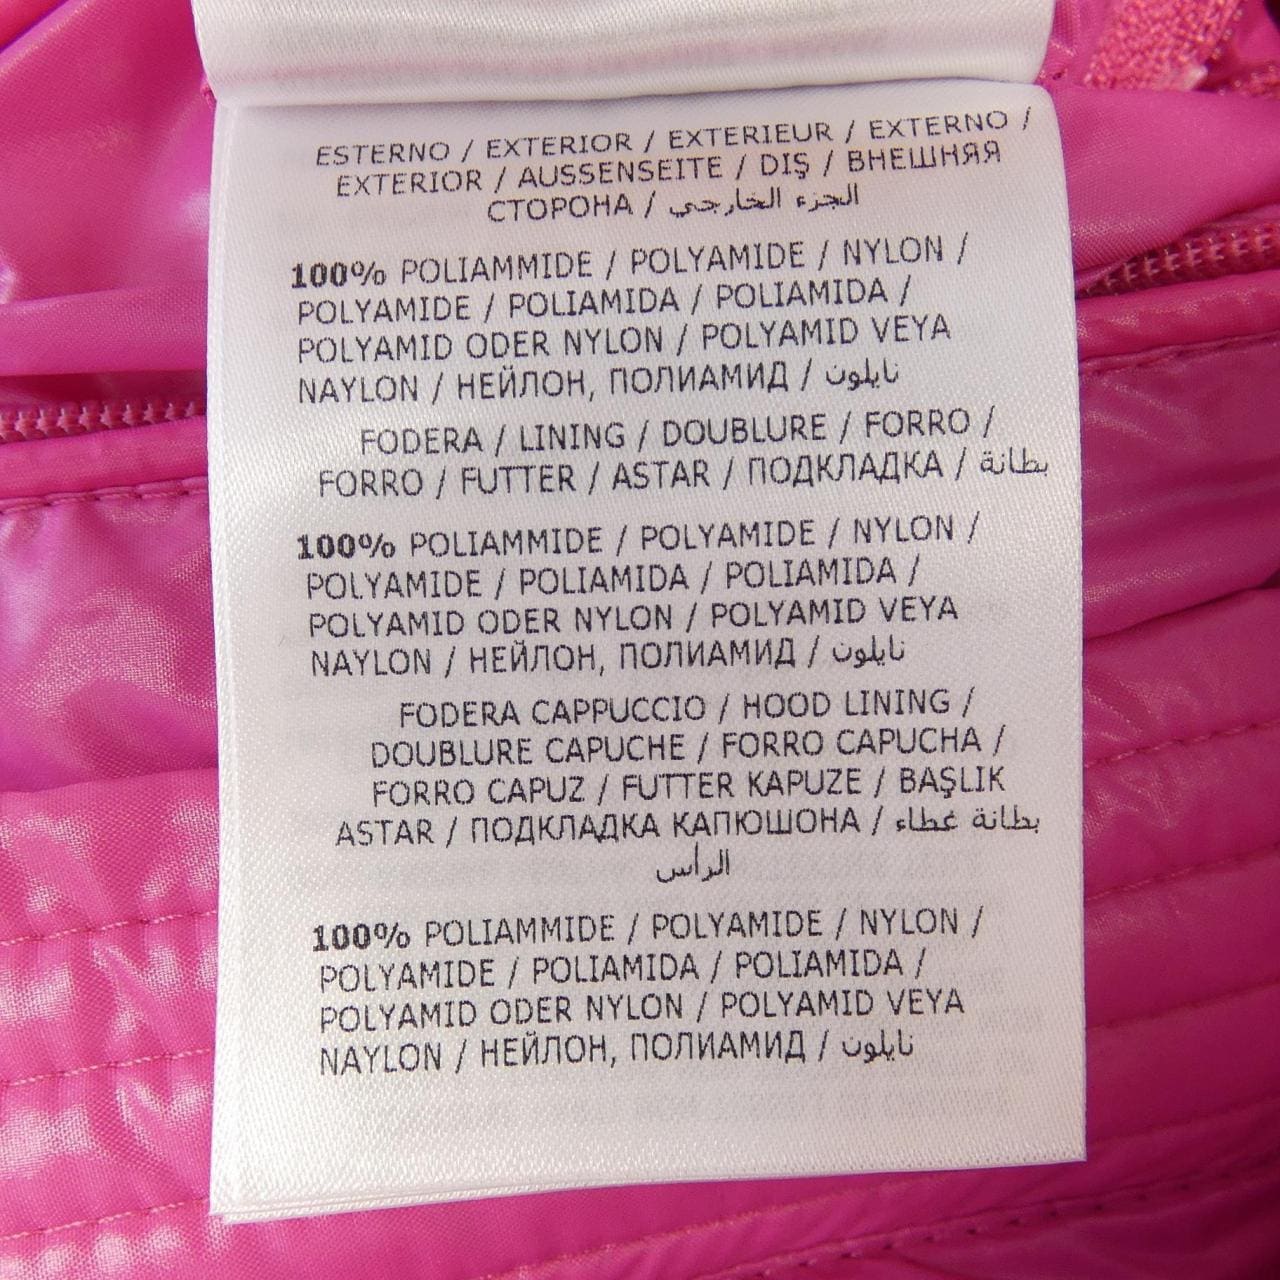 ESTERNO / EXTERIOR / EXTERIEUR / EXTERNO /
EXTERIOR / AUSSENSEITE / DIŞ / ВНЕШНЯЯ
СТОРОНА / الجزء الخارجي
100% POLIAMMIDE / POLYAMIDE / NYLON /
POLYAMIDE / POLIAMIDA / POLIAMIDA /
POLYAMID ODER NYLON / POLYAMID VEYA
NAYLON / НЕЙЛОН, ПОЛИАМИД / نايلون
FODERA / LINING / DOUBLURE / FORRO /
FORRO / FUTTER / ASTAR / ПОДКЛАДКА / بطانة
100% POLIAMMIDE / POLYAMIDE / NYLON /
POLYAMIDE / POLIAMIDA / POLIAMIDA /
POLYAMID ODER NYLON / POLYAMID VEYA
NAYLON / НЕЙЛОН, ПОЛИАМИД / نايلون
FODERA CAPPUCCIO / HOOD LINING /
DOUBLURE CAPUCHE / FORRO CAPUCHA /
FORRO CAPUZ / FUTTER KAPUZE / BAŞLIK
ASTAR / ПОДКЛАДКА КАПЮШОНА / بطانة غطاء
الرأس
100% POLIAMMIDE / POLYAMIDE / NYLON /
POLYAMIDE / POLIAMIDA / POLIAMIDA /
POLYAMID ODER NYLON / POLYAMID VEYA
NAYLON / НЕЙЛОН, ПОЛИАМИД / نايلون